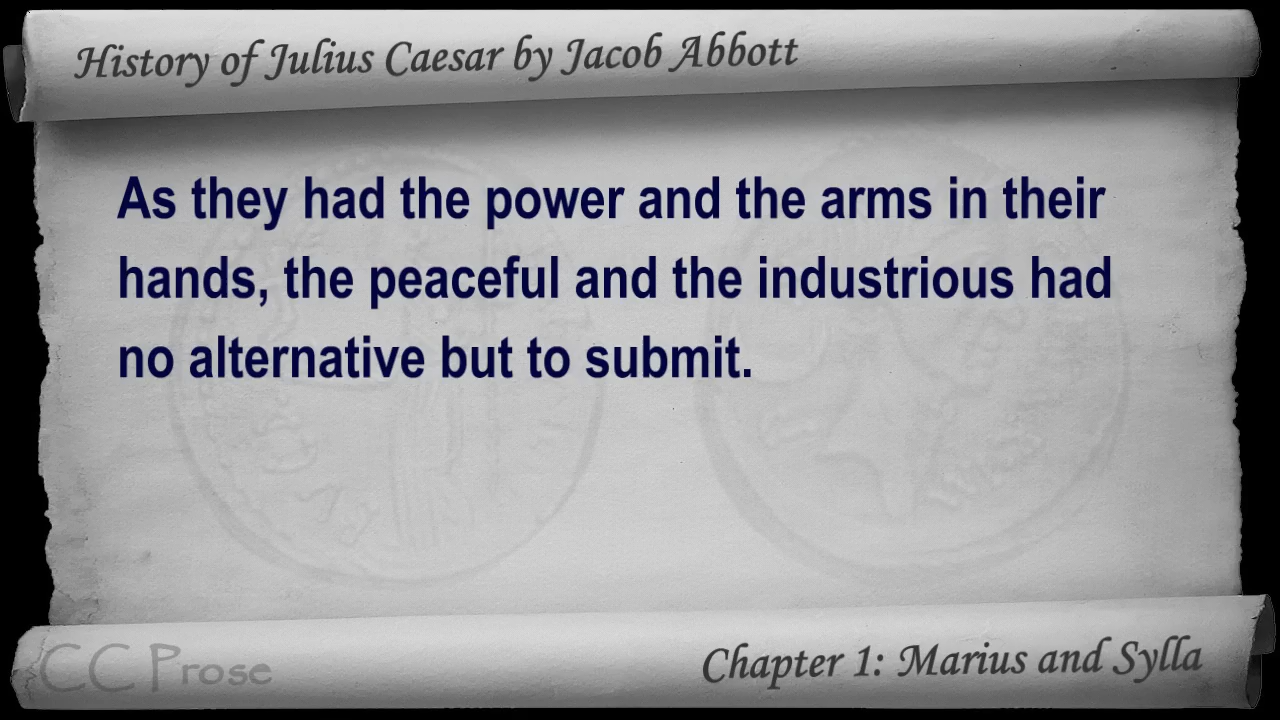 History of Julius Caesar by Jacob Abbott
As they had the power and the arms in their
hands, the peaceful and the industrious had
no alternative but to submit.
CC Prose
Chapter 1: Marius and Sylla